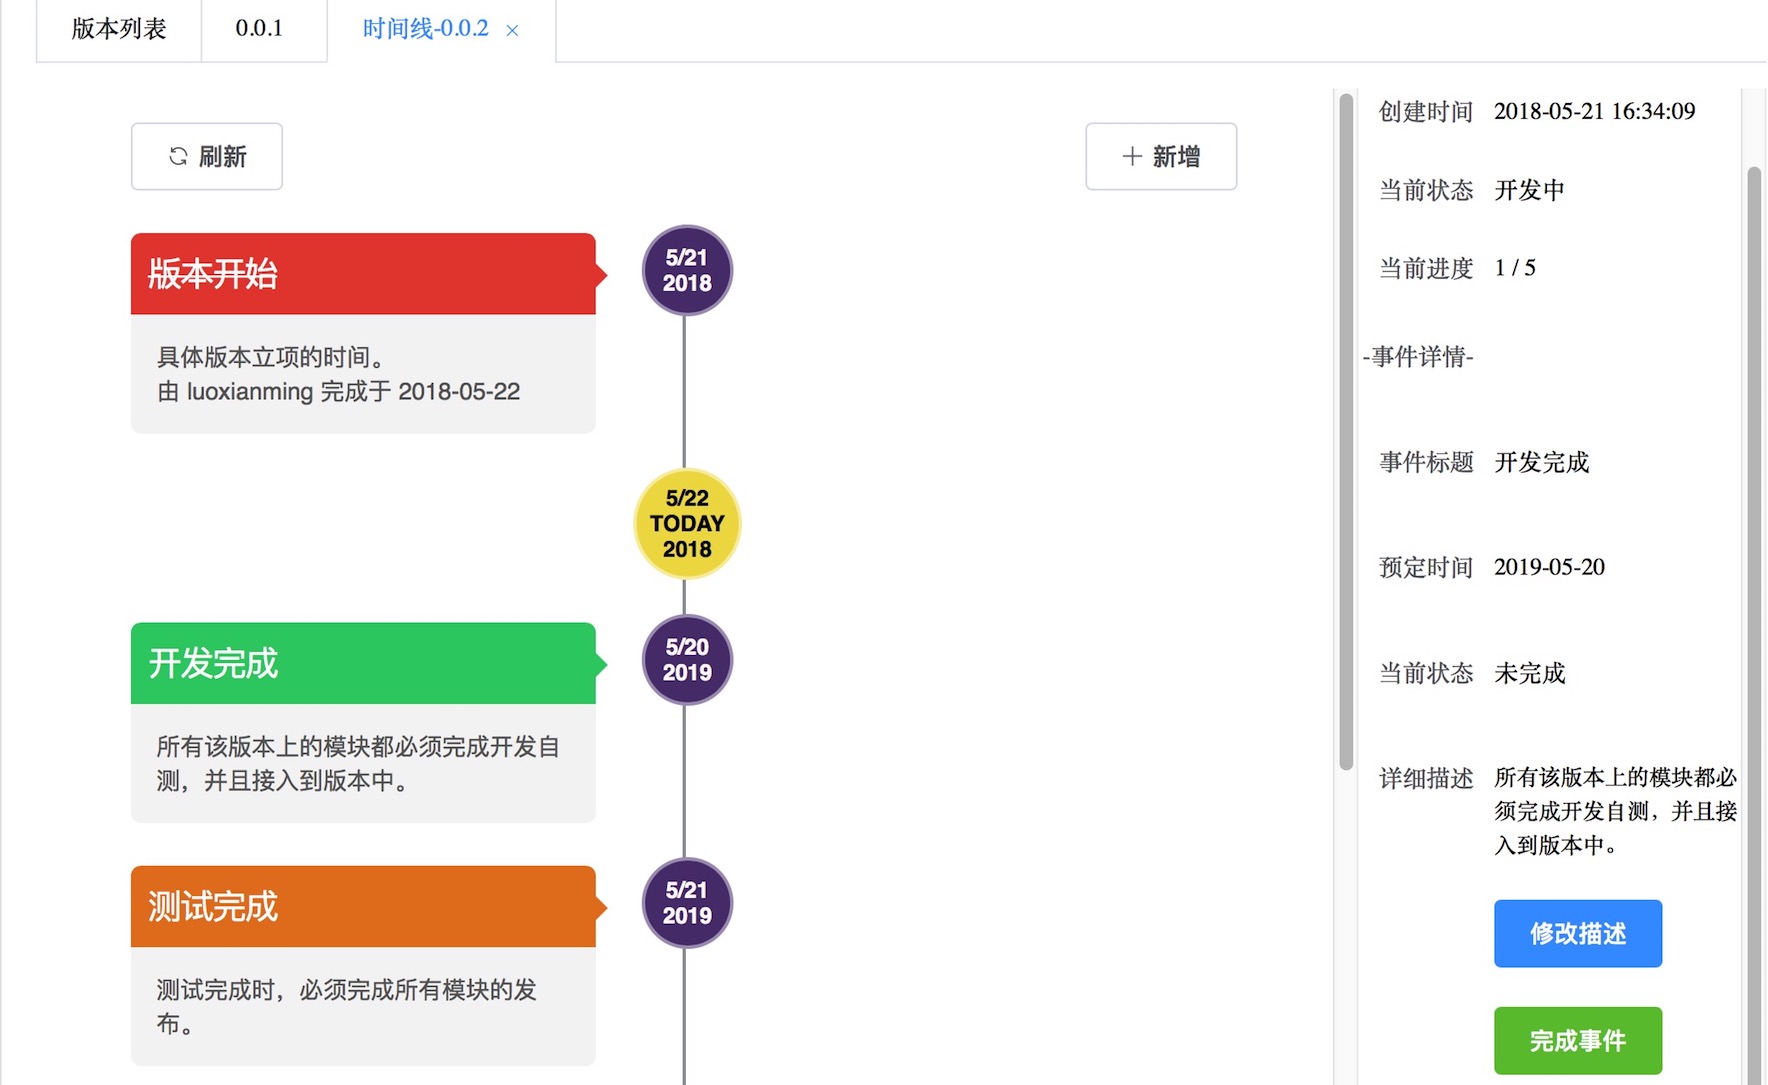 版本列表
0.0.1
时间线-0.0.2 ×
刷新
新增
版本开始
具体版本立项的时间。
由 luoxianming 完成于 2018-05-22
5/21
2018
5/22
TODAY
2018
开发完成
所有该版本上的模块都必须完成开发自
测，并且接入到版本中。
5/20
2019
测试完成
测试完成时，必须完成所有模块的发
布。
5/21
2019
创建时间 2018-05-21 16:34:09
当前状态 开发中
当前进度 1 / 5
-事件详情-
事件标题 开发完成
预定时间 2019-05-20
当前状态 未完成
详细描述 所有该版本上的模块都必
须完成开发自测，并且接
入到版本中。
修改描述
完成事件